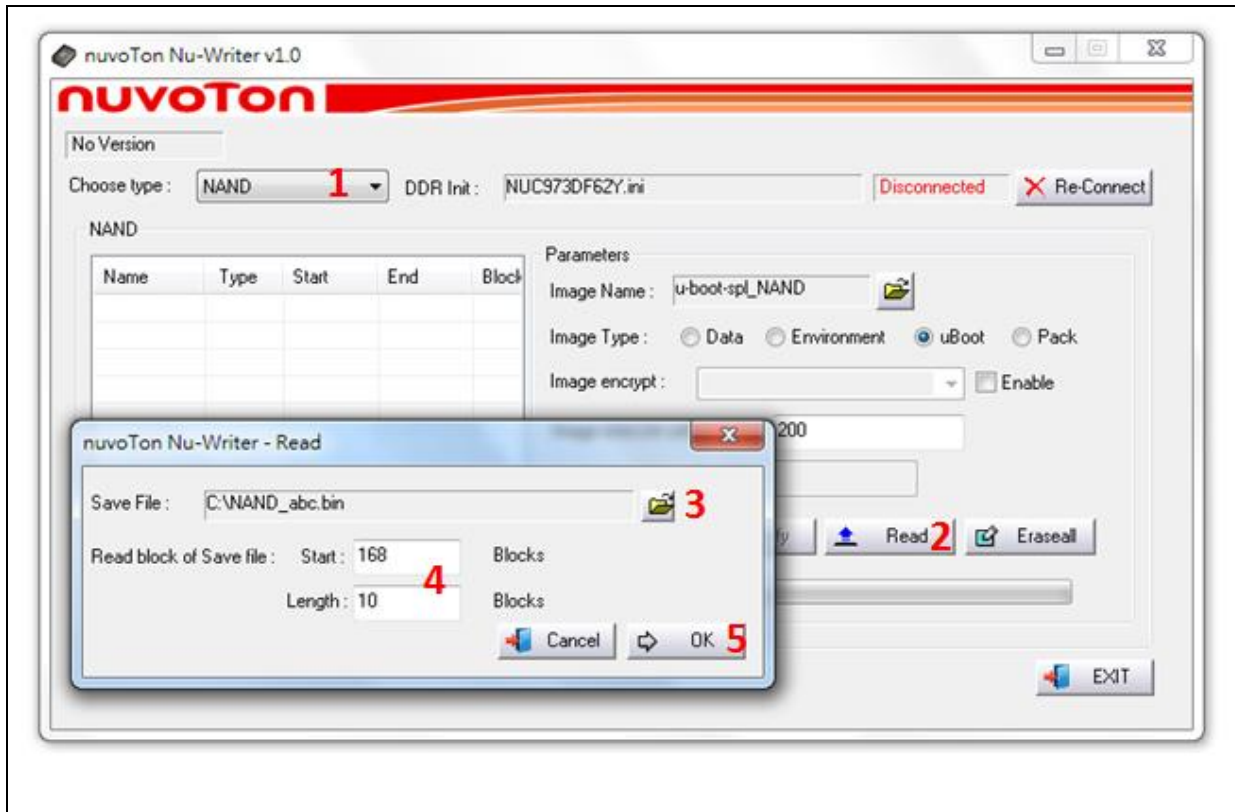 nuvoTon Nu-Writer v1.0
nuvoTon
No Version
Choose type : NAND 1 DDR Init : NUC973DF62Y.ini Disconnected Re-Connect
NAND
Parameters
Name Type Start End Block
Image Name : u-boot-spl_NAND
Image Type : Data Environment uBoot Pack
Image encrypt : Enable
200
nuvoTon Nu-Writer - Read
Save File : C:\NAND_abc.bin 3
Read 2 Eraseall
Read block of Save file : Start : 168 Blocks
4
Length : 10 Blocks
Cancel OK 5
EXIT